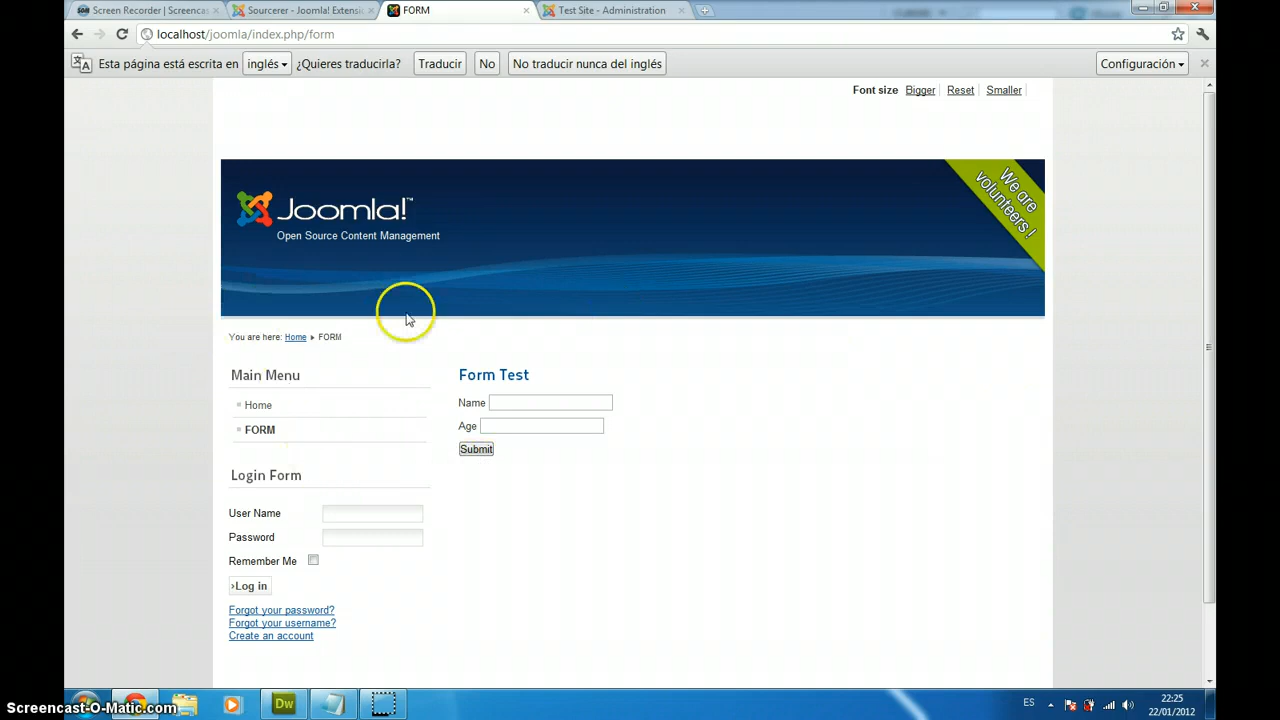 Screen Recorder | Screencas
Sourcerer - Joomla! Extensi
FORM
Test Site - Administration
localhost/joomla/index.php/form
Esta página está escrita en inglés ¿Quieres traducirla? Traducir No No traducir nunca del inglés Configuración
Font size Bigger Reset Smaller
We are
volunteers !
Joomla!™
Open Source Content Management
You are here: Home FORM
Main Menu
Home
FORM
Form Test
Name
Age
Submit
Login Form
User Name
Password
Remember Me
Log in
Forgot your password?
Forgot your username?
Create an account
Dw
ES
22:25
22/01/2012
Screencast-O-Matic.com